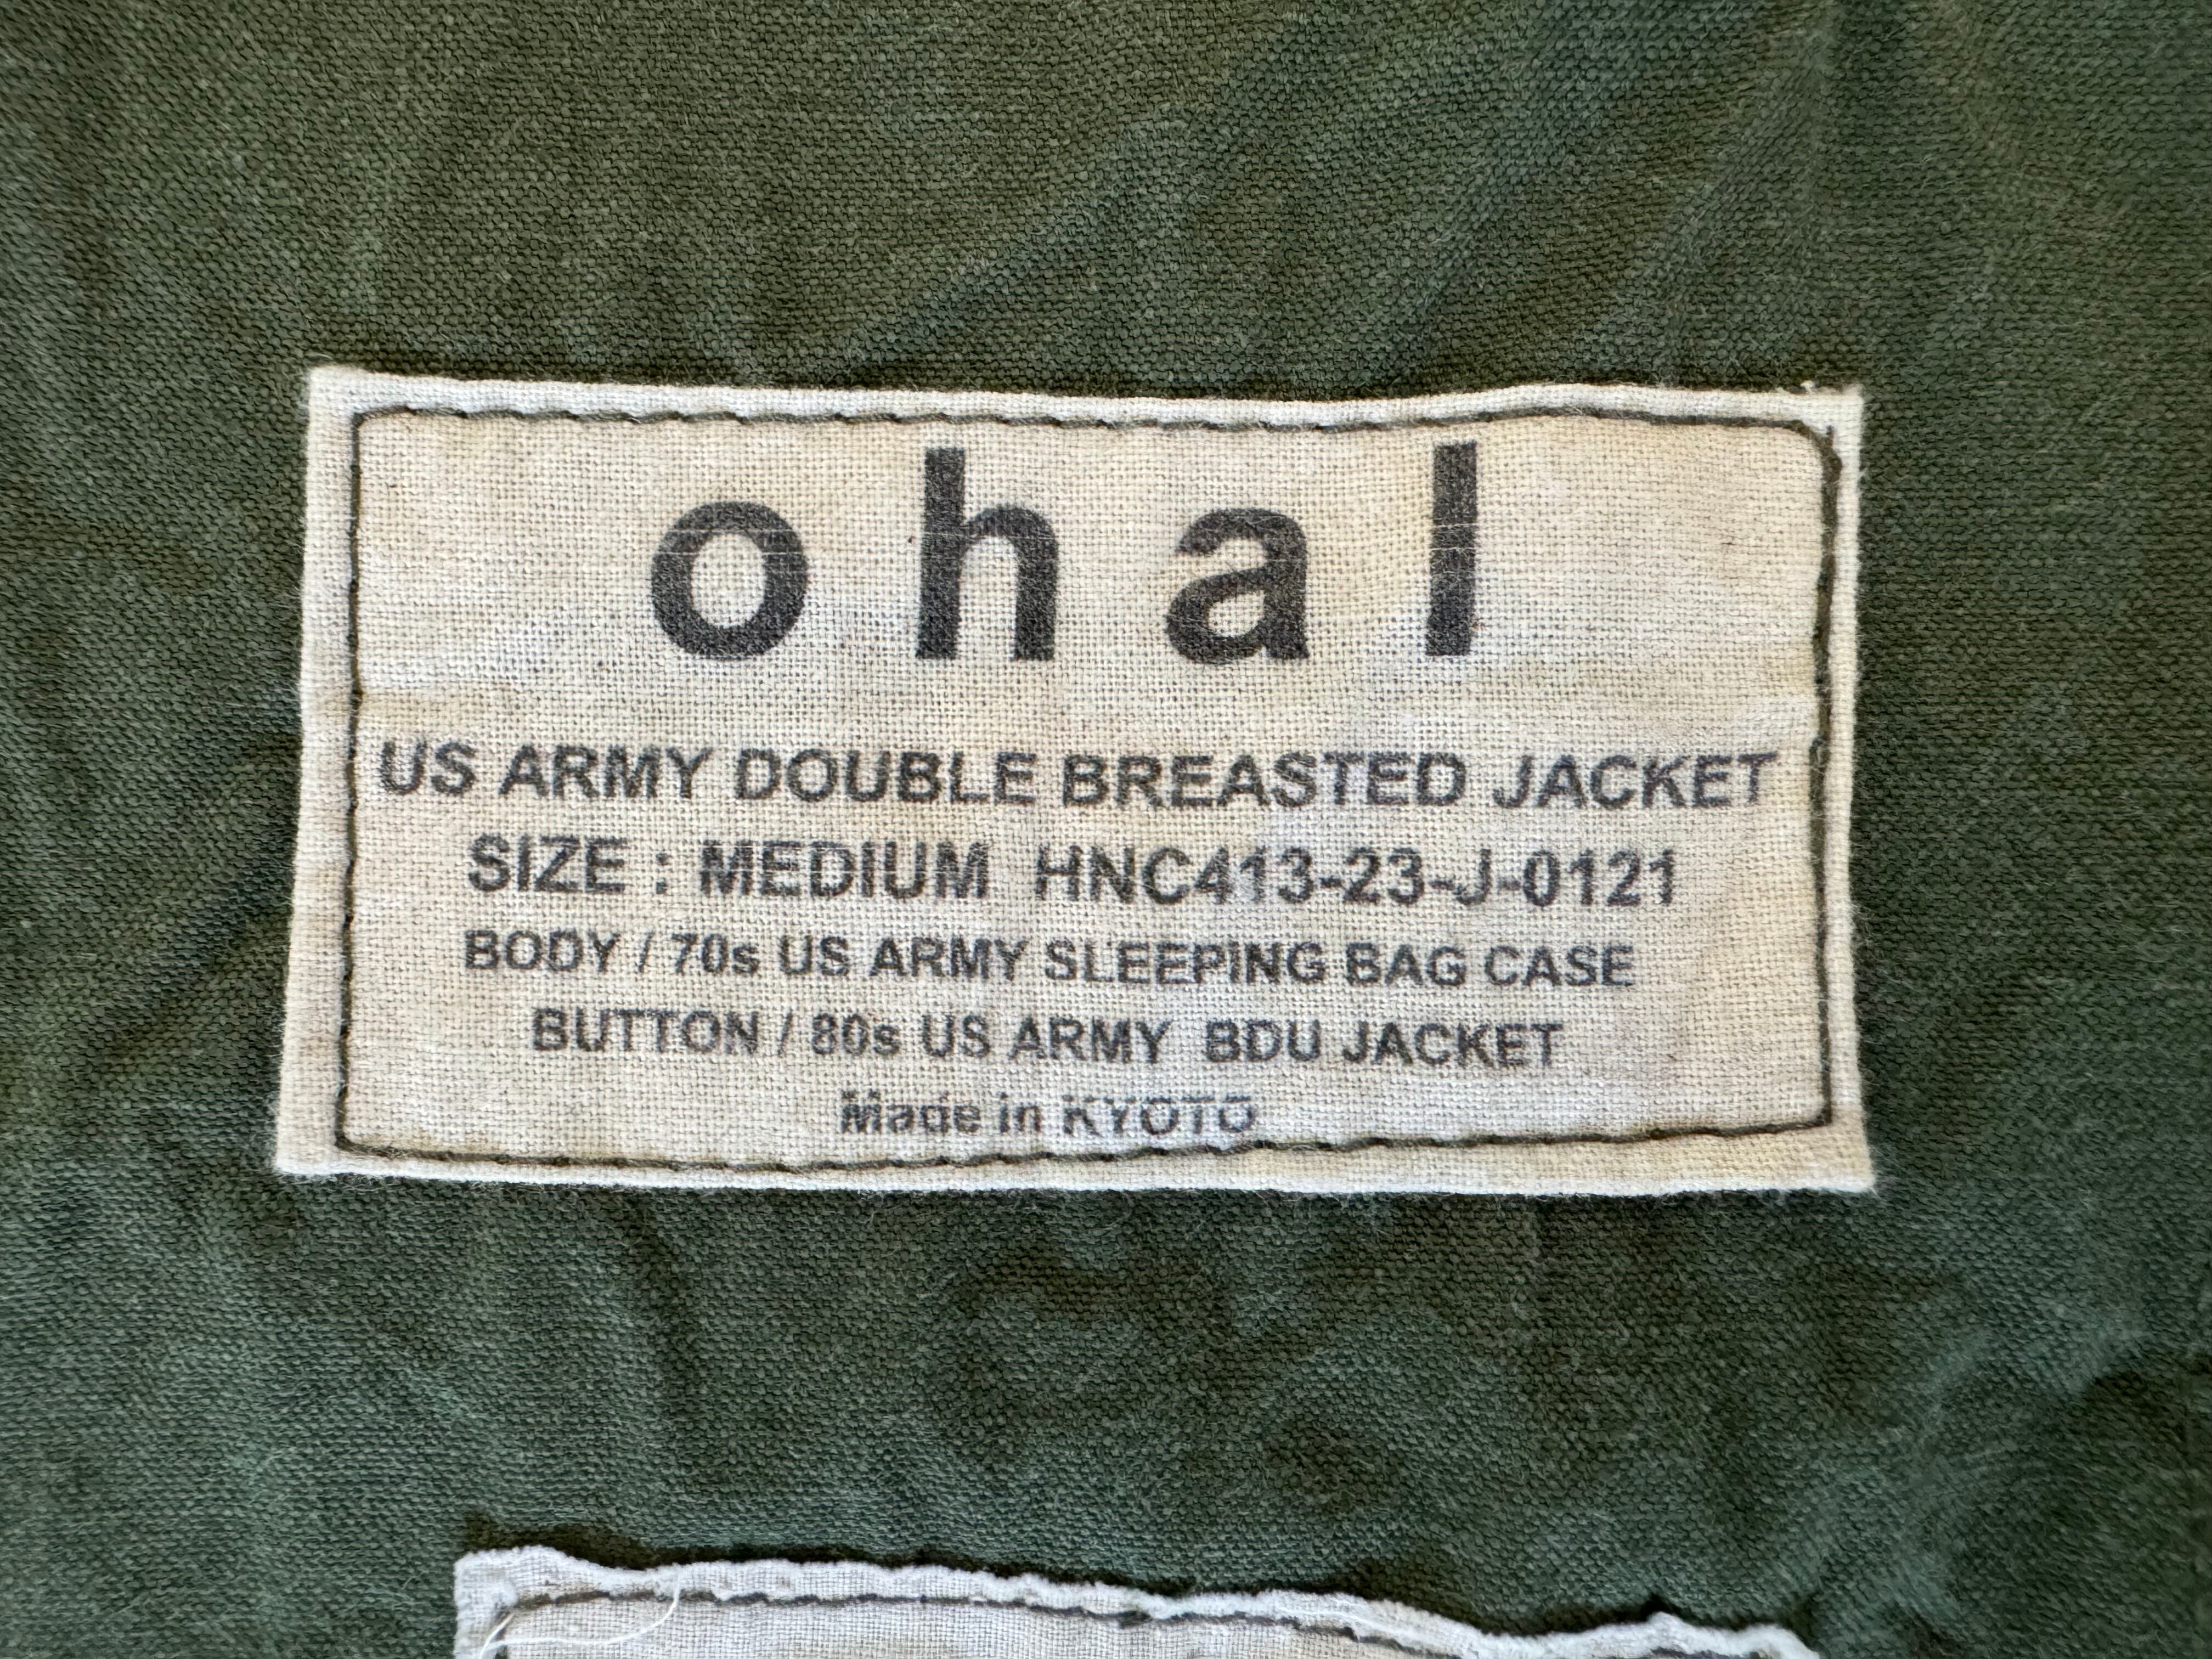 ohal
US ARMY DOUBLE BREASTED JACKET
SIZE : MEDIUM HNC413-23-J-0121
BODY / 70s US ARMY SLEEPING BAG CASE
BUTTON / 80s US ARMY BDU JACKET
Made in KYOTO